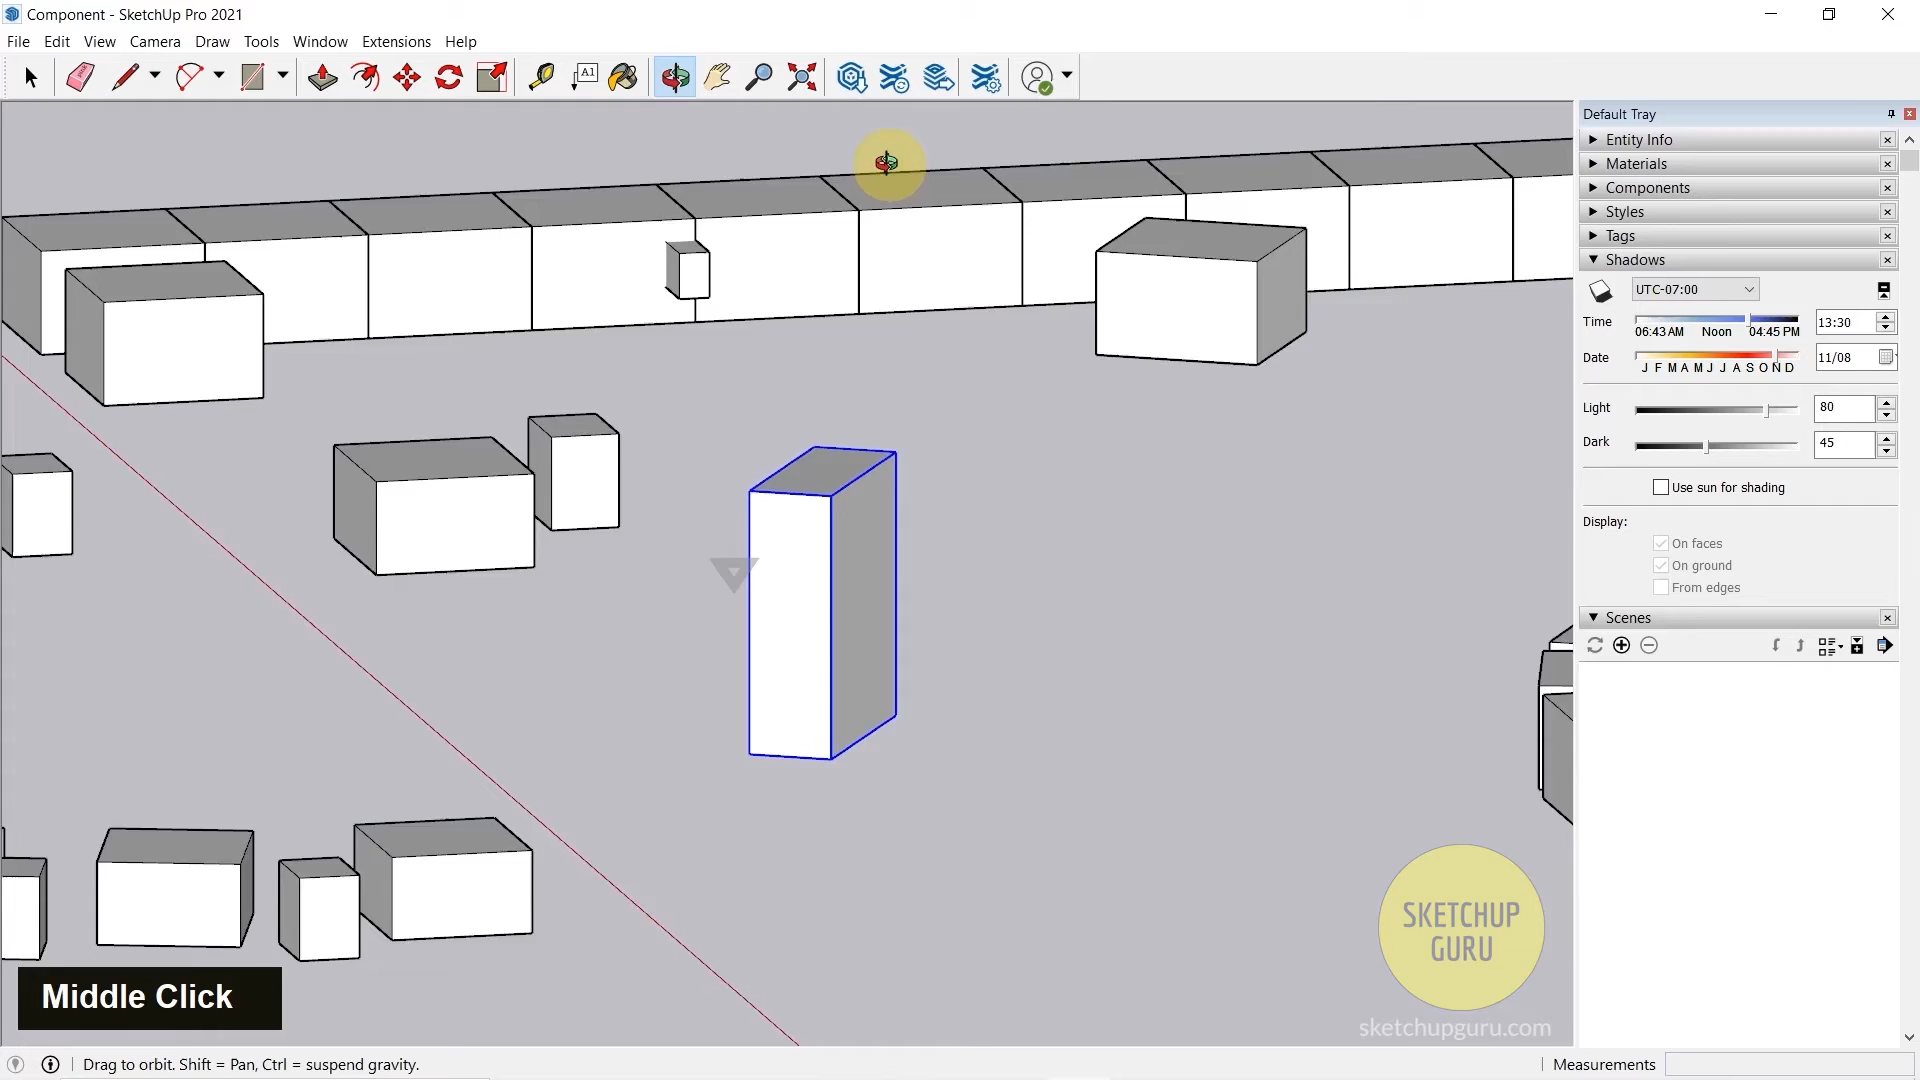 Component - SketchUp Pro 2021
File Edit View Camera Draw Tools Window Extensions Help
A1
Default Tray
Entity Info
Materials
Components
Styles
Tags
Shadows
UTC-07:00
Time 06:43 AM Noon 04:45 PM 13:30
Date J F M A M J J A S O N D 11/08
Light 80
Dark 45
Use sun for shading
Display:
On faces
On ground
From edges
Scenes
SKETCHUP
GURU
sketchupguru.com
Middle Click
Drag to orbit. Shift = Pan, Ctrl = suspend gravity.
Measurements